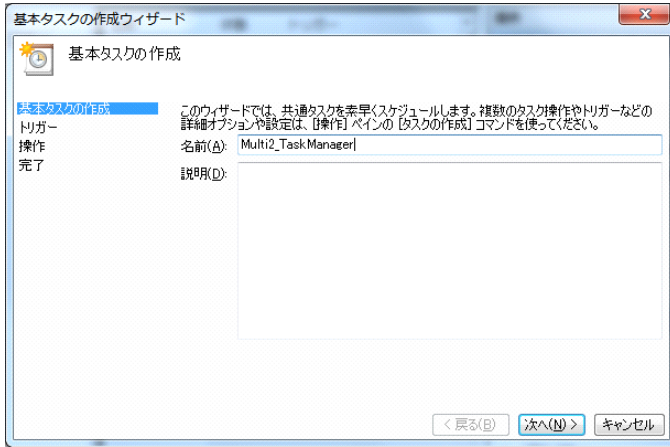 基本タスクの作成ウィザード
基本タスクの作成
基本タスクの作成
トリガー
操作
完了
このウィザードでは、共通タスクを素早くスケジュールします。複数のタスク操作やトリガーなどの
詳細オプションや設定は、[操作] ペインの [タスクの作成] コマンドを使ってください。
名前(A):
Multi2_TaskManager
説明(D):
< 戻る(B)
次へ(N) >
キャンセル